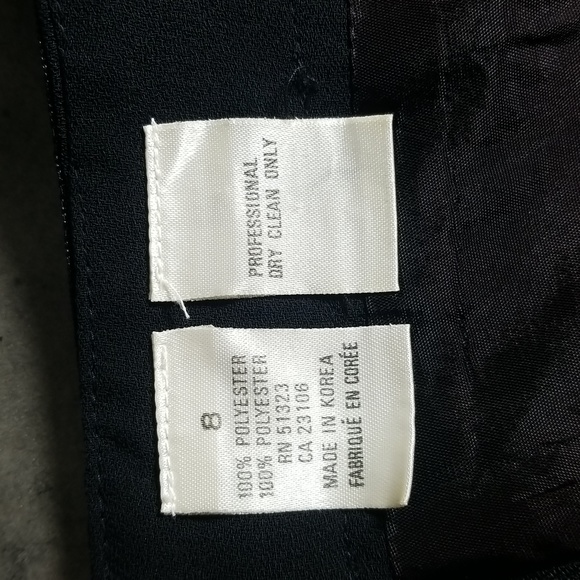 PROFESSIONAL
DRY CLEAN ONLY
8
100% POLYESTER
100% POLYESTER
RN 51323
CA 23106
MADE IN KOREA
FABRIQUÉ EN CORÉE